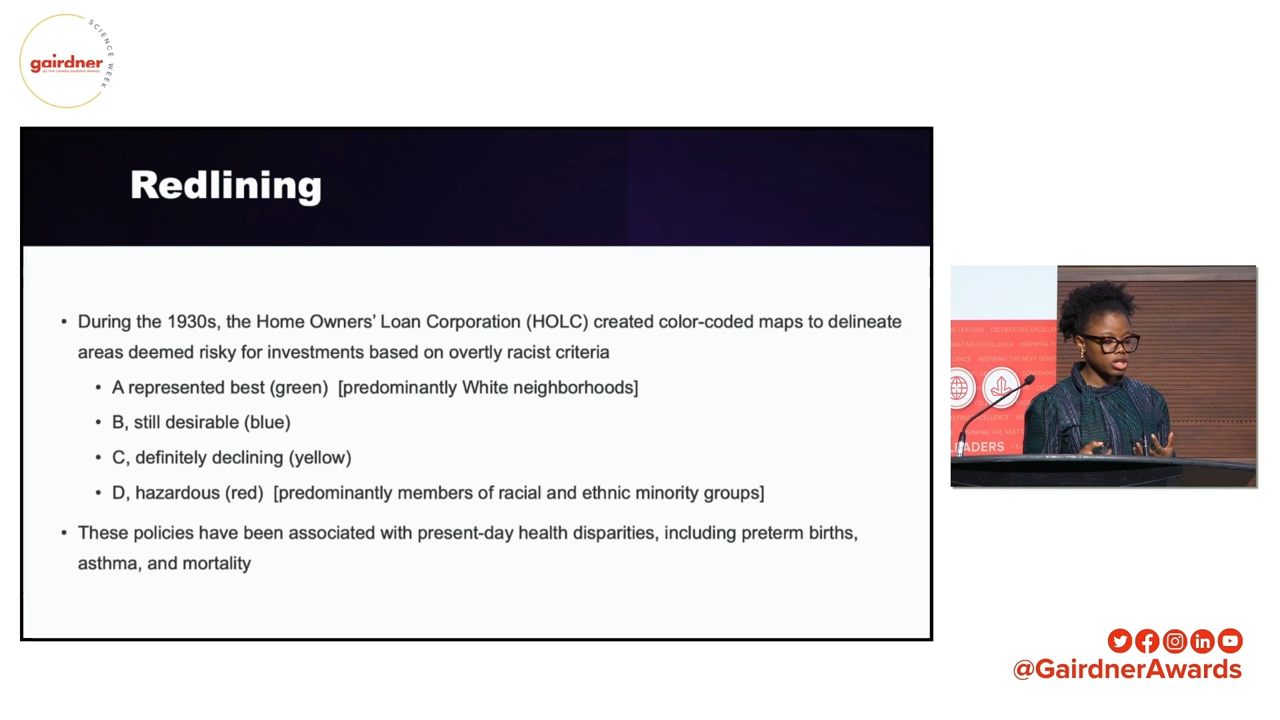 SCIENCE WEEK
gairdner
Redlining
• During the 1930s, the Home Owners’ Loan Corporation (HOLC) created color-coded maps to delineate
areas deemed risky for investments based on overtly racist criteria
• A represented best (green) [predominantly White neighborhoods]
• B, still desirable (blue)
• C, definitely declining (yellow)
• D, hazardous (red) [predominantly members of racial and ethnic minority groups]
• These policies have been associated with present-day health disparities, including preterm births,
asthma, and mortality
LEADERS
@GairdnerAwards